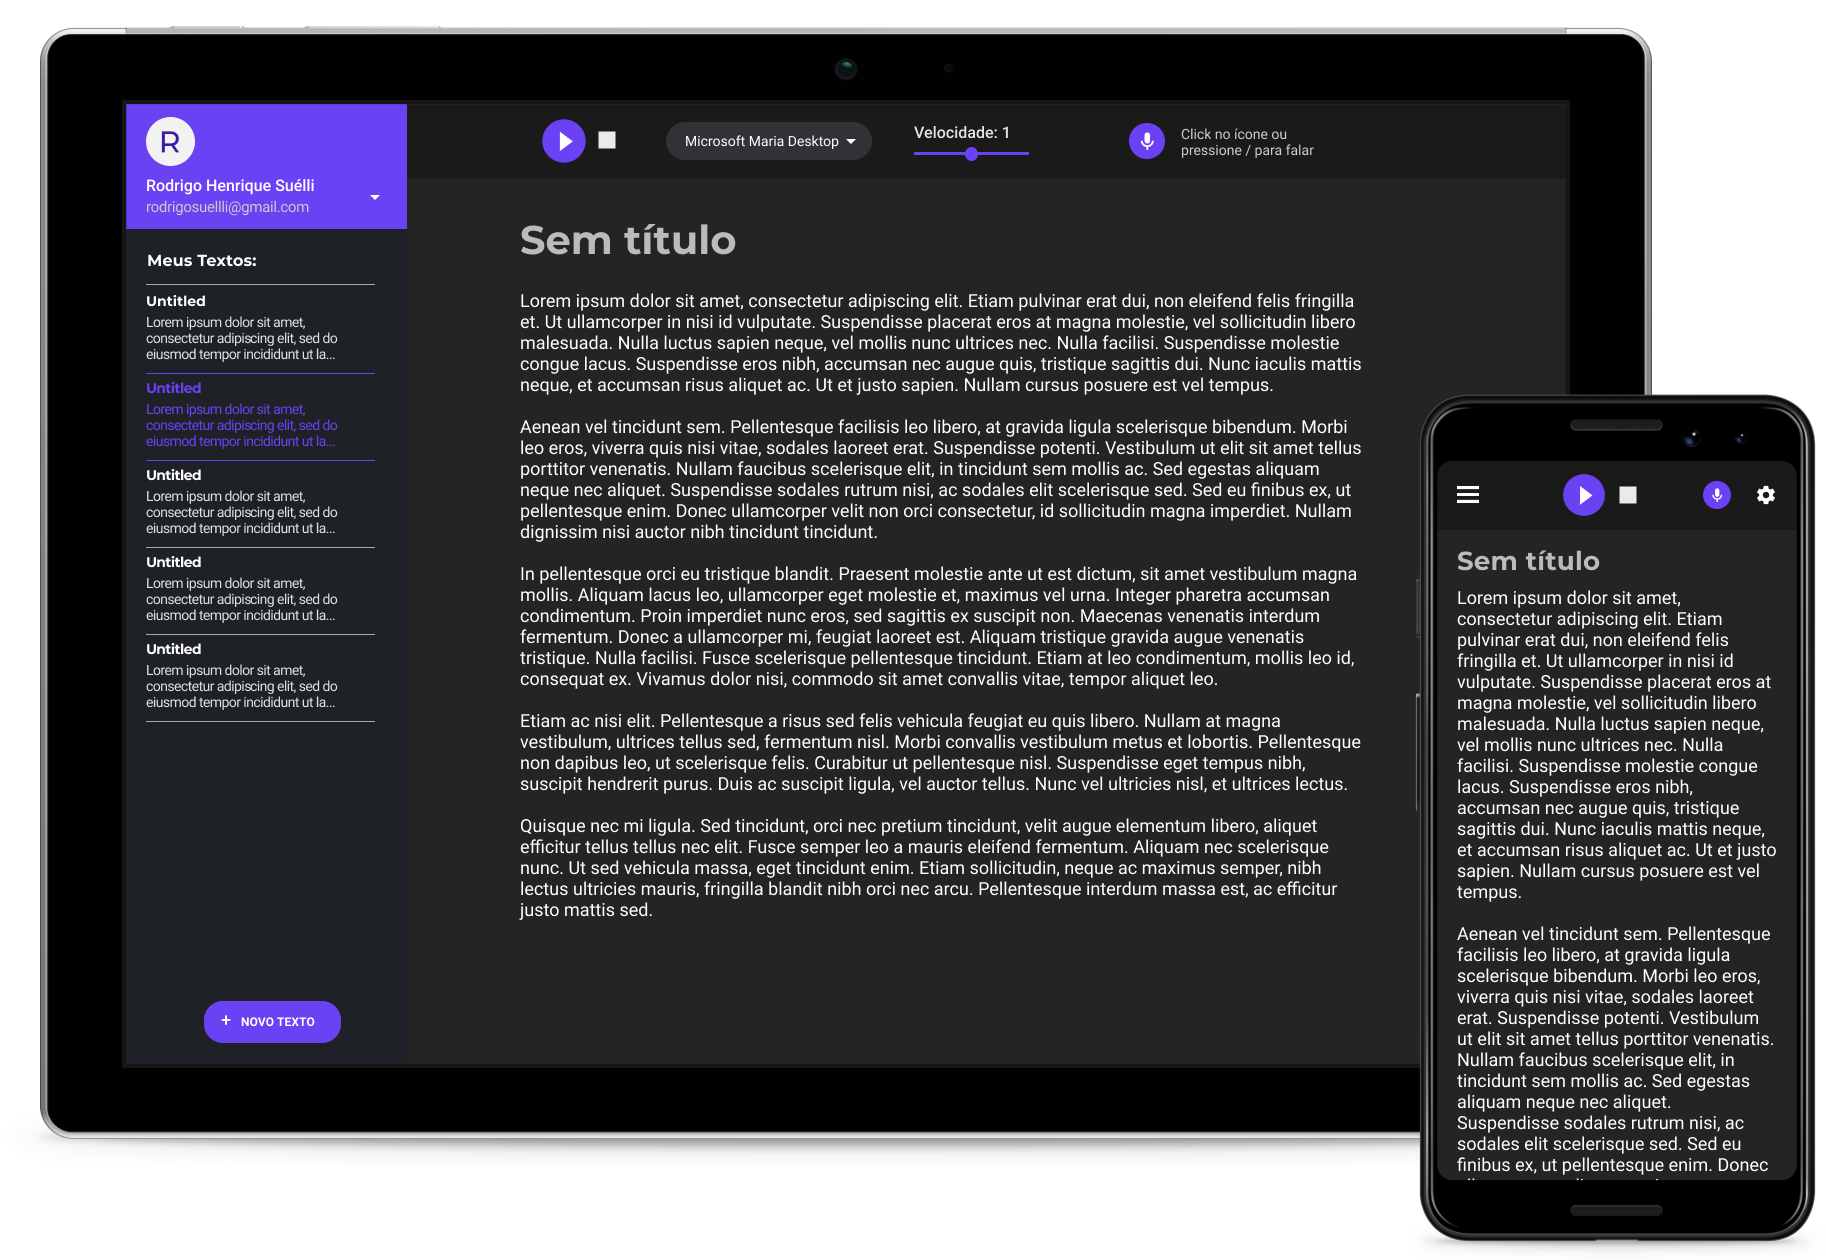 R
Rodrigo Henrique Suélli
rodrigosuellli@gmail.com
Meus Textos:
Untitled
Lorem ipsum dolor sit amet,
consectetur adipiscing elit, sed do
eiusmod tempor incididunt ut la...
Untitled
Lorem ipsum dolor sit amet,
consectetur adipiscing elit, sed do
eiusmod tempor incididunt ut la...
Untitled
Lorem ipsum dolor sit amet,
consectetur adipiscing elit, sed do
eiusmod tempor incididunt ut la...
Untitled
Lorem ipsum dolor sit amet,
consectetur adipiscing elit, sed do
eiusmod tempor incididunt ut la...
Untitled
Lorem ipsum dolor sit amet,
consectetur adipiscing elit, sed do
eiusmod tempor incididunt ut la...
+ NOVO TEXTO
Microsoft Maria Desktop
Velocidade: 1
Click no ícone ou
pressione / para falar
Sem título
Lorem ipsum dolor sit amet, consectetur adipiscing elit. Etiam pulvinar erat dui, non eleifend felis fringilla
et. Ut ullamcorper in nisi id vulputate. Suspendisse placerat eros at magna molestie, vel sollicitudin libero
malesuada. Nulla luctus sapien neque, vel mollis nunc ultrices nec. Nulla facilisi. Suspendisse molestie
congue lacus. Suspendisse eros nibh, accumsan nec augue quis, tristique sagittis dui. Nunc iaculis mattis
neque, et accumsan risus aliquet ac. Ut et justo sapien. Nullam cursus posuere est vel tempus.
Aenean vel tincidunt sem. Pellentesque facilisis leo libero, at gravida ligula scelerisque bibendum. Morbi
leo eros, viverra quis nisi vitae, sodales laoreet erat. Suspendisse potenti. Vestibulum ut elit sit amet tellus
porttitor venenatis. Nullam faucibus scelerisque elit, in tincidunt sem mollis ac. Sed egestas aliquam
neque nec aliquet. Suspendisse sodales rutrum nisi, ac sodales elit scelerisque sed. Sed eu finibus ex, ut
pellentesque enim. Donec ullamcorper velit non orci consectetur, id sollicitudin magna imperdiet. Nullam
dignissim nisi auctor nibh tincidunt tincidunt.
In pellentesque orci eu tristique blandit. Praesent molestie ante ut est dictum, sit amet vestibulum magna
mollis. Aliquam lacus leo, ullamcorper eget molestie et, maximus vel urna. Integer pharetra accumsan
condimentum. Proin imperdiet nunc eros, sed sagittis ex suscipit non. Maecenas venenatis interdum
fermentum. Donec a ullamcorper mi, feugiat laoreet est. Aliquam tristique gravida augue venenatis
tristique. Nulla facilisi. Fusce scelerisque pellentesque tincidunt. Etiam at leo condimentum, mollis leo id,
consequat ex. Vivamus dolor nisi, commodo sit amet convallis vitae, tempor aliquet leo.
Etiam ac nisi elit. Pellentesque a risus sed felis vehicula feugiat eu quis libero. Nullam at magna
vestibulum, ultrices tellus sed, fermentum nisl. Morbi convallis vestibulum metus et lobortis. Pellentesque
non dapibus leo, ut scelerisque felis. Curabitur ut pellentesque nisl. Suspendisse eget tempus nibh,
suscipit hendrerit purus. Duis ac suscipit ligula, vel auctor tellus. Nunc vel ultricies nisl, et ultrices lectus.
Quisque nec mi ligula. Sed tincidunt, orci nec pretium tincidunt, velit augue elementum libero, aliquet
efficitur tellus tellus nec elit. Fusce semper leo a mauris eleifend fermentum. Aliquam nec scelerisque
nunc. Ut sed vehicula massa, eget tincidunt enim. Etiam sollicitudin, neque ac maximus semper, nibh
lectus ultricies mauris, fringilla blandit nibh orci nec arcu. Pellentesque interdum massa est, ac efficitur
justo mattis sed.
Sem título
Lorem ipsum dolor sit amet,
consectetur adipiscing elit. Etiam
pulvinar erat dui, non eleifend felis
fringilla et. Ut ullamcorper in nisi id
vulputate. Suspendisse placerat eros at
magna molestie, vel sollicitudin libero
malesuada. Nulla luctus sapien neque,
vel mollis nunc ultrices nec. Nulla
facilisi. Suspendisse molestie congue
lacus. Suspendisse eros nibh,
accumsan nec augue quis, tristique
sagittis dui. Nunc iaculis mattis neque,
et accumsan risus aliquet ac. Ut et justo
sapien. Nullam cursus posuere est vel
tempus.
Aenean vel tincidunt sem. Pellentesque
facilisis leo libero, at gravida ligula
scelerisque bibendum. Morbi leo eros,
viverra quis nisi vitae, sodales laoreet
erat. Suspendisse potenti. Vestibulum
ut elit sit amet tellus porttitor venenatis.
Nullam faucibus scelerisque elit, in
tincidunt sem mollis ac. Sed egestas
aliquam neque nec aliquet.
Suspendisse sodales rutrum nisi, ac
sodales elit scelerisque sed. Sed eu
finibus ex, ut pellentesque enim. Donec